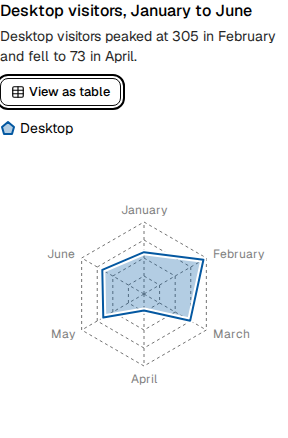 Desktop visitors, January to June
Desktop visitors peaked at 305 in February
and fell to 73 in April.
View as table
Desktop
January
June
February
May
March
April